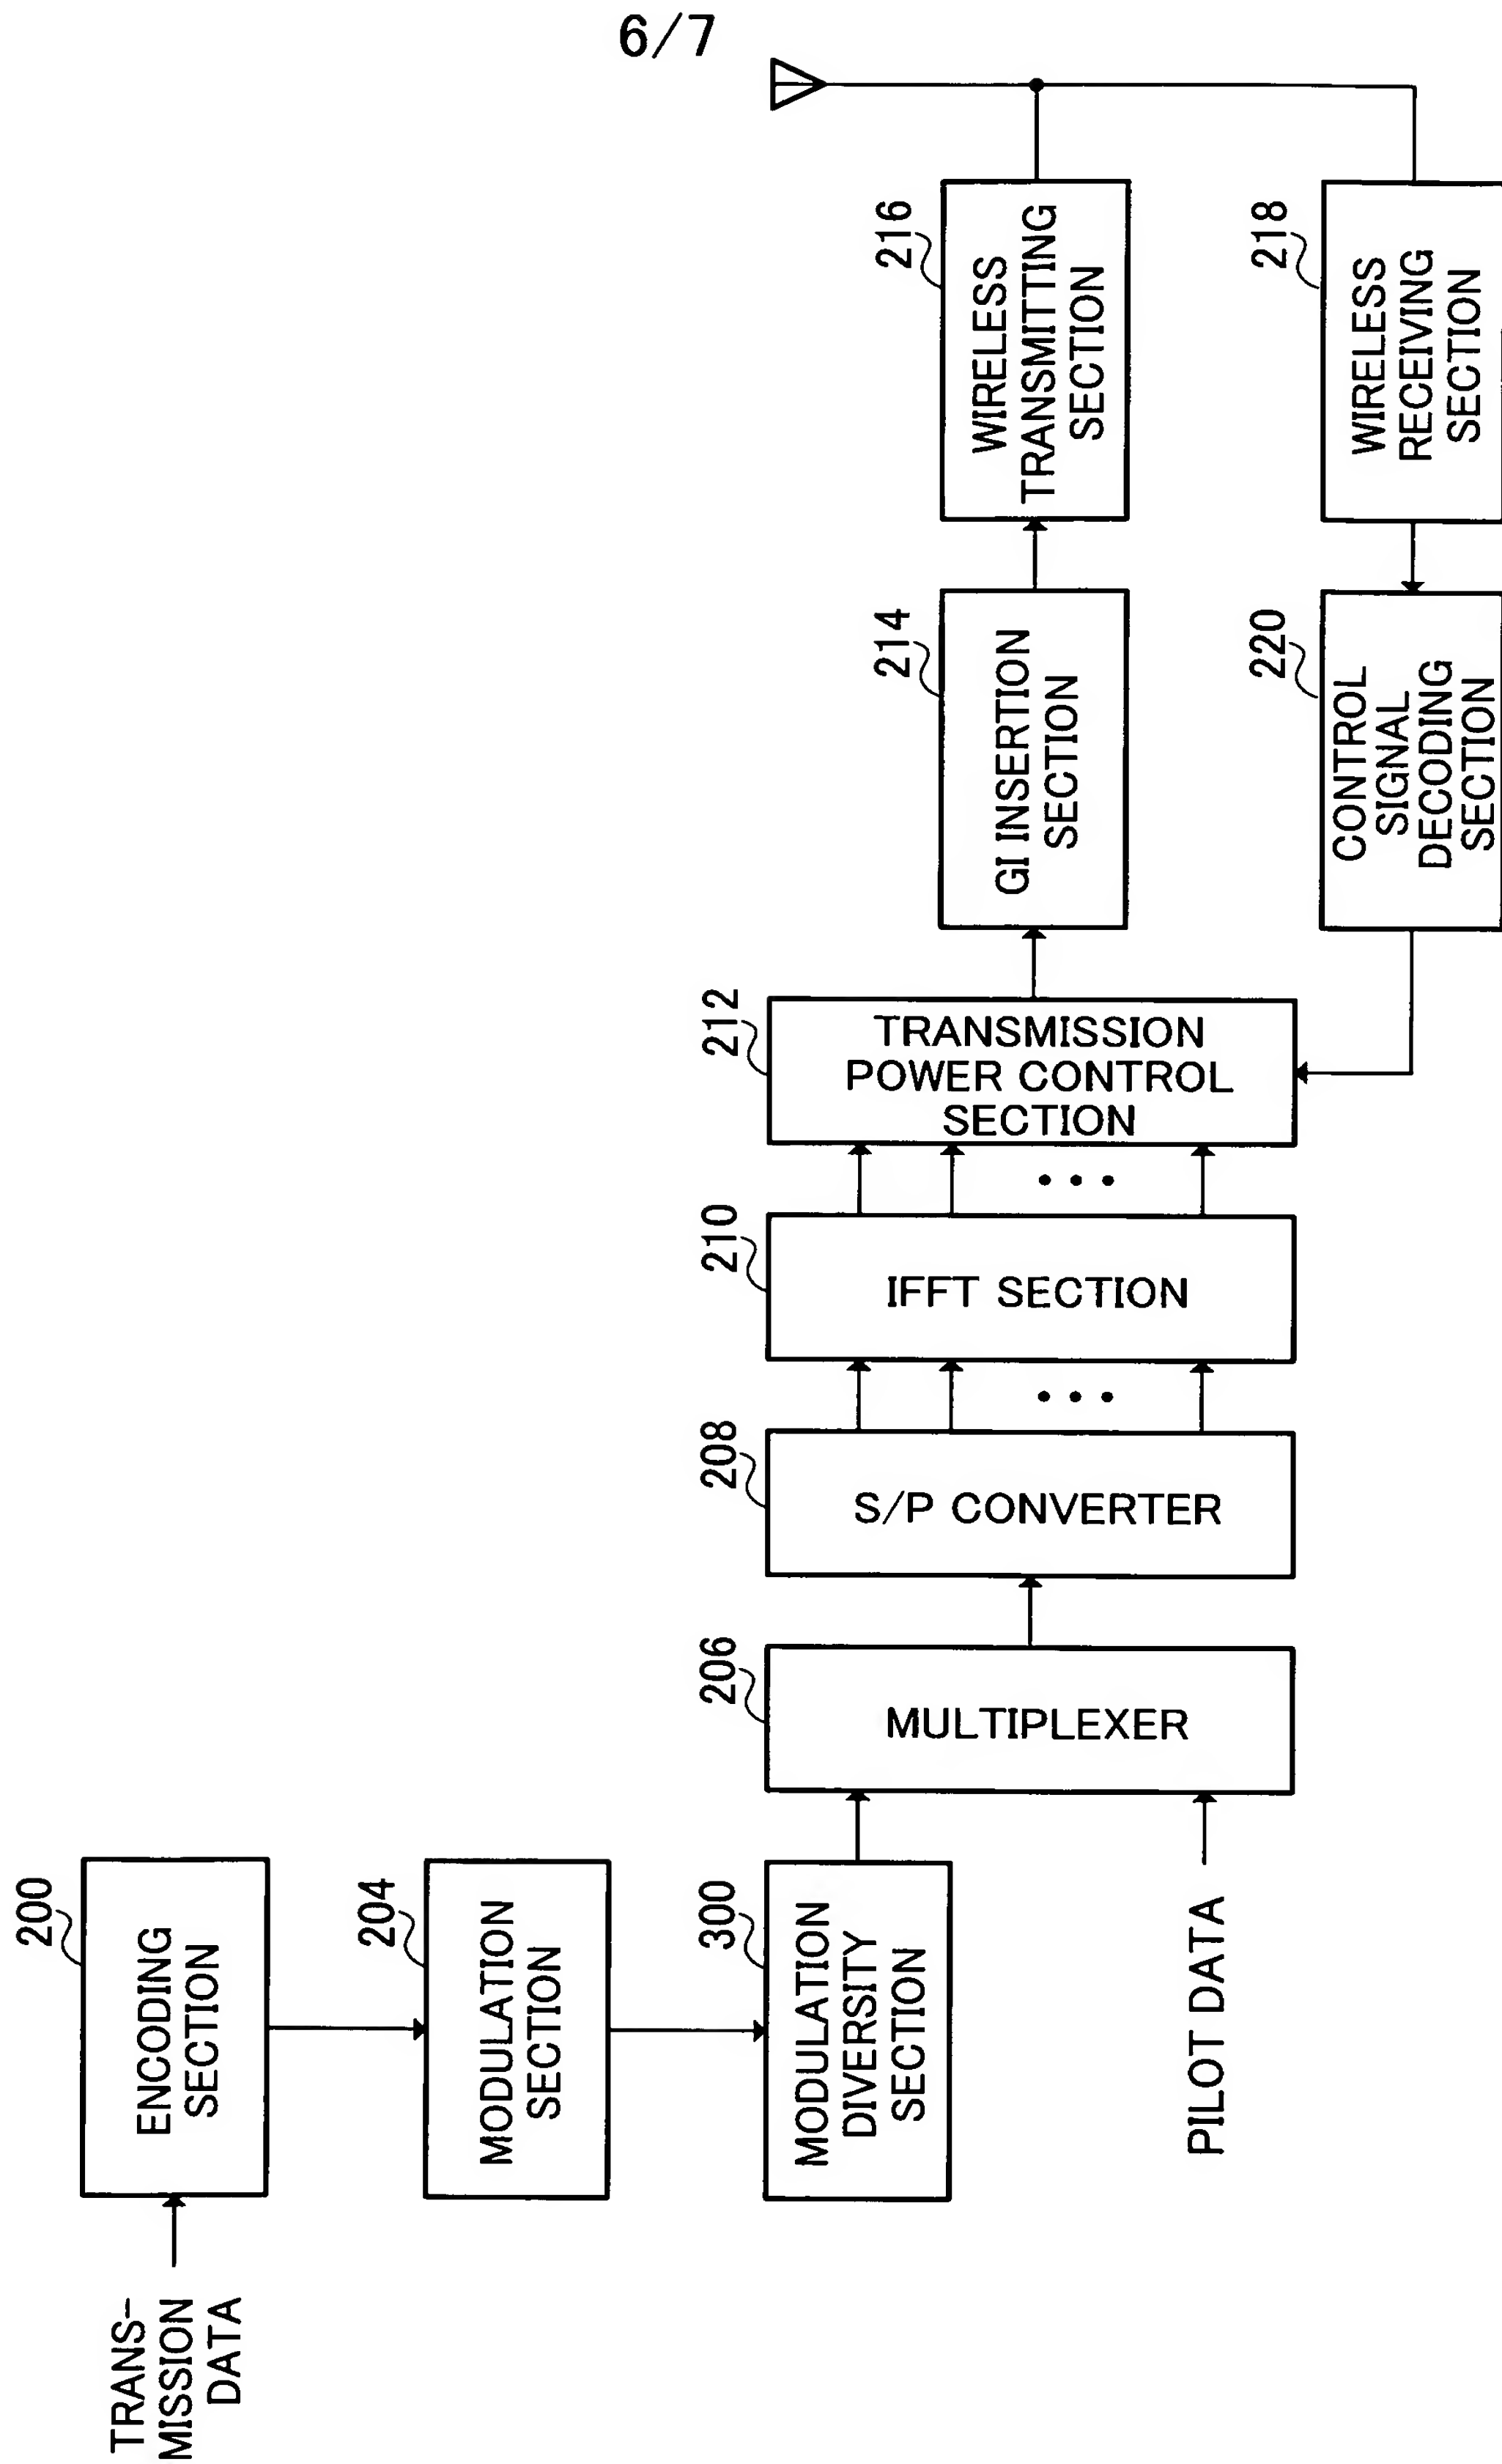 6/7
TRANS-
MISSION
DATA
200
ENCODING
SECTION
204
MODULATION
SECTION
300
MODULATION
DIVERSITY
SECTION
PILOT DATA
206
MULTIPLEXER
208
S/P CONVERTER
210
IFFT SECTION
212
TRANSMISSION
POWER CONTROL
SECTION
214
GI INSERTION
SECTION
216
WIRELESS
TRANSMITTING
SECTION
218
WIRELESS
RECEIVING
SECTION
220
CONTROL
SIGNAL
DECODING
SECTION